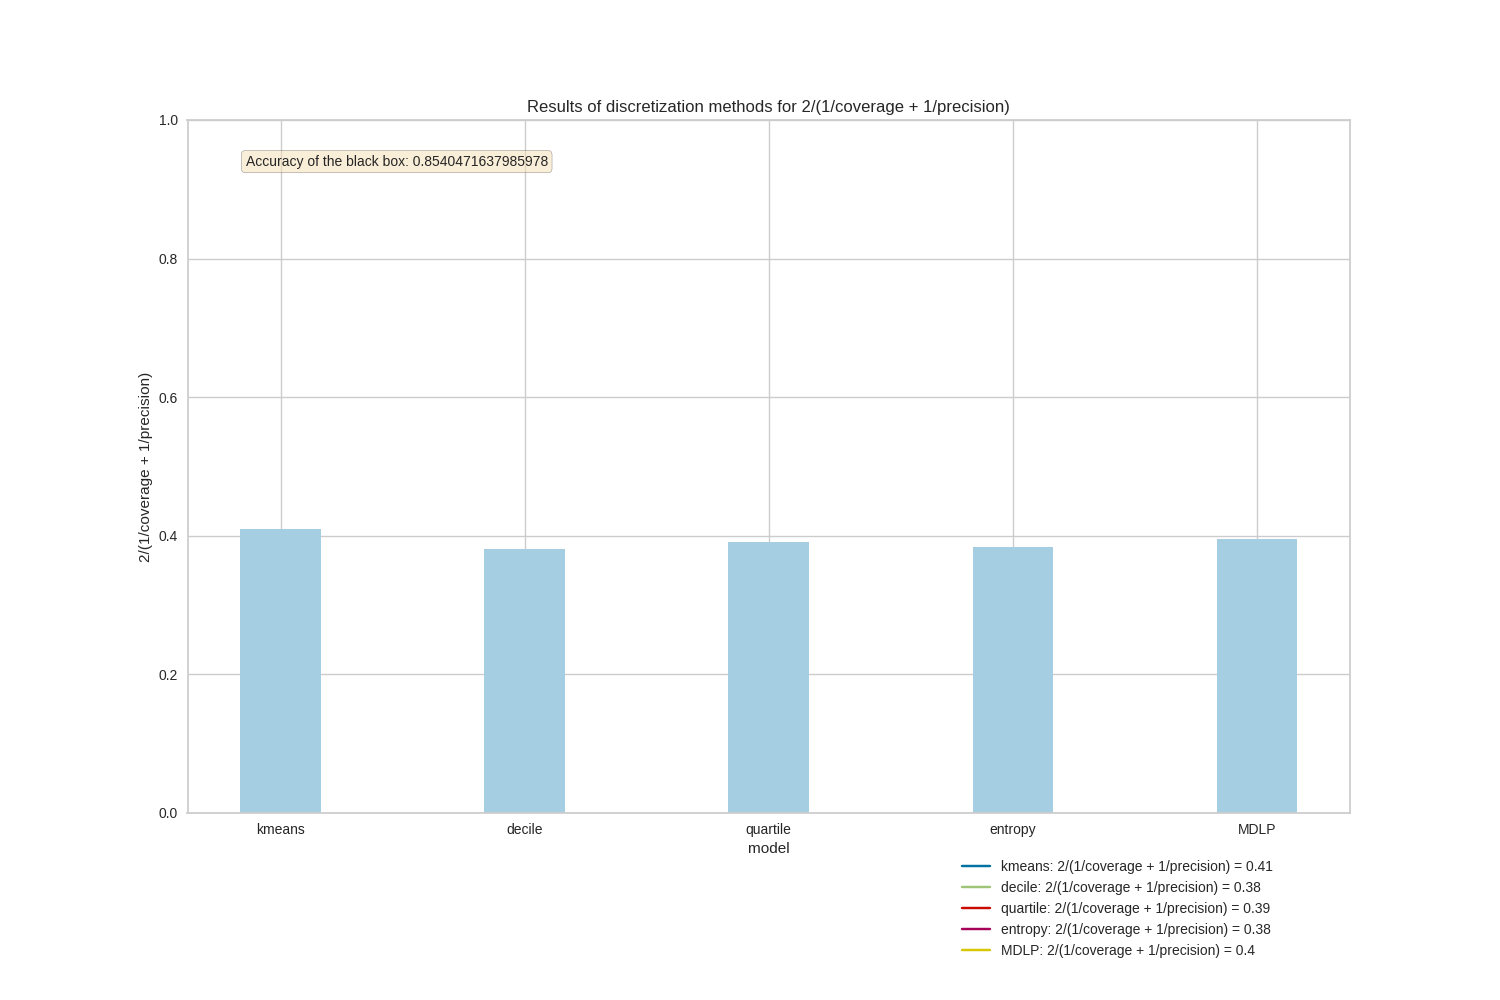 Results of discretization methods for 2/(1/coverage + 1/precision)
1.0
Accuracy of the black box: 0.8540471637985978
0.8
0.6
2/(1/coverage + 1/precision)
0.4
0.2
0.0
kmeans
decile
quartile
entropy
MDLP
model
kmeans: 2/(1/coverage + 1/precision) = 0.41
decile: 2/(1/coverage + 1/precision) = 0.38
quartile: 2/(1/coverage + 1/precision) = 0.39
entropy: 2/(1/coverage + 1/precision) = 0.38
MDLP: 2/(1/coverage + 1/precision) = 0.4